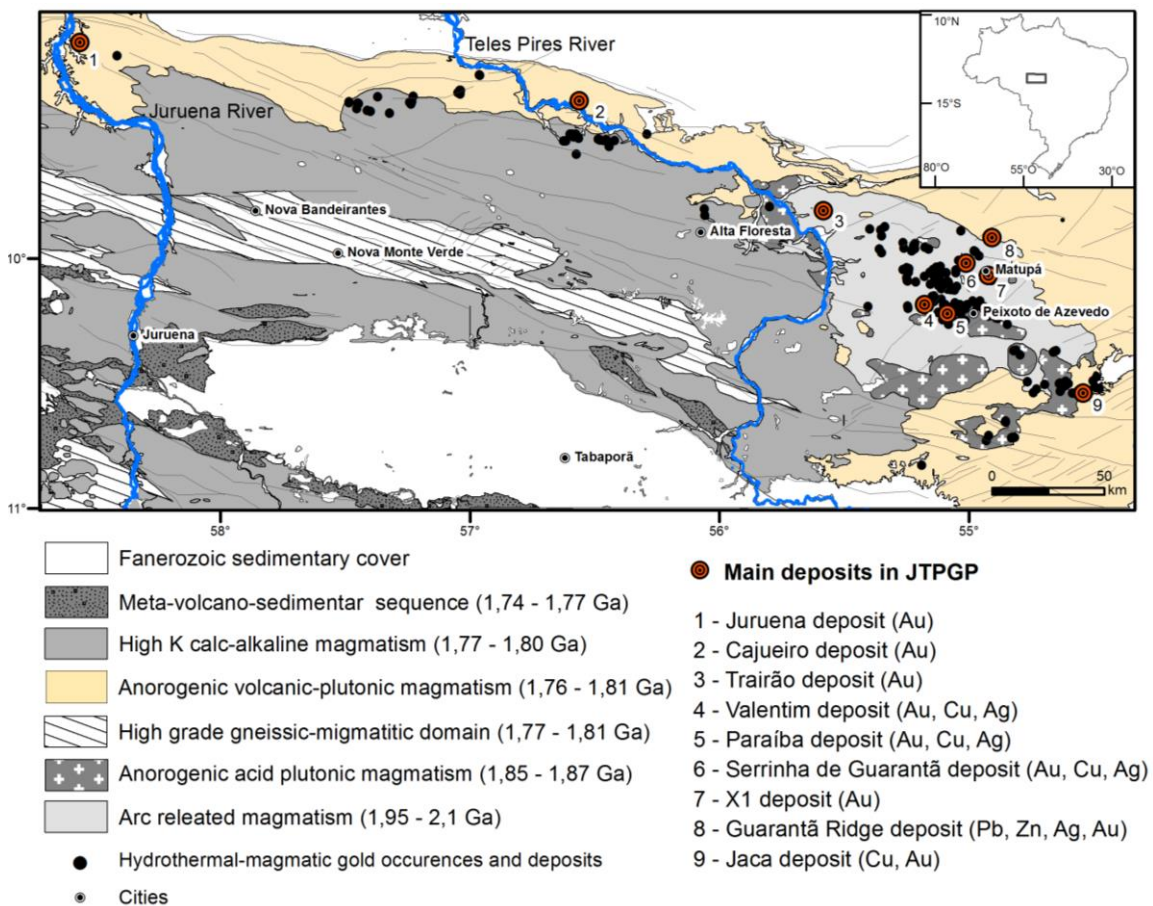 Teles Pires River
10°N
15°S
80°O
55°
30°
1
Juruena River
2
Nova Bandeirantes
Alta Floresta
3
8
10°
Nova Monte Verde
6
Matupá
7
4
5
Peixoto de Azevedo
Juruena
9
Tabaporã
0
50
km
11°
58°
57°
56°
55°
Fanerozoic sedimentary cover
Meta-volcano-sedimentar sequence (1,74 - 1,77 Ga)
High K calc-alkaline magmatism (1,77 - 1,80 Ga)
Anorogenic volcanic-plutonic magmatism (1,76 - 1,81 Ga)
High grade gneissic-migmatitic domain (1,77 - 1,81 Ga)
Anorogenic acid plutonic magmatism (1,85 - 1,87 Ga)
Arc releated magmatism (1,95 - 2,1 Ga)
Hydrothermal-magmatic gold occurences and deposits
Cities
Main deposits in JTPGP
1 - Juruena deposit (Au)
2 - Cajueiro deposit (Au)
3 - Trairão deposit (Au)
4 - Valentim deposit (Au, Cu, Ag)
5 - Paraíba deposit (Au, Cu, Ag)
6 - Serrinha de Guarantã deposit (Au, Cu, Ag)
7 - X1 deposit (Au)
8 - Guarantã Ridge deposit (Pb, Zn, Ag, Au)
9 - Jaca deposit (Cu, Au)